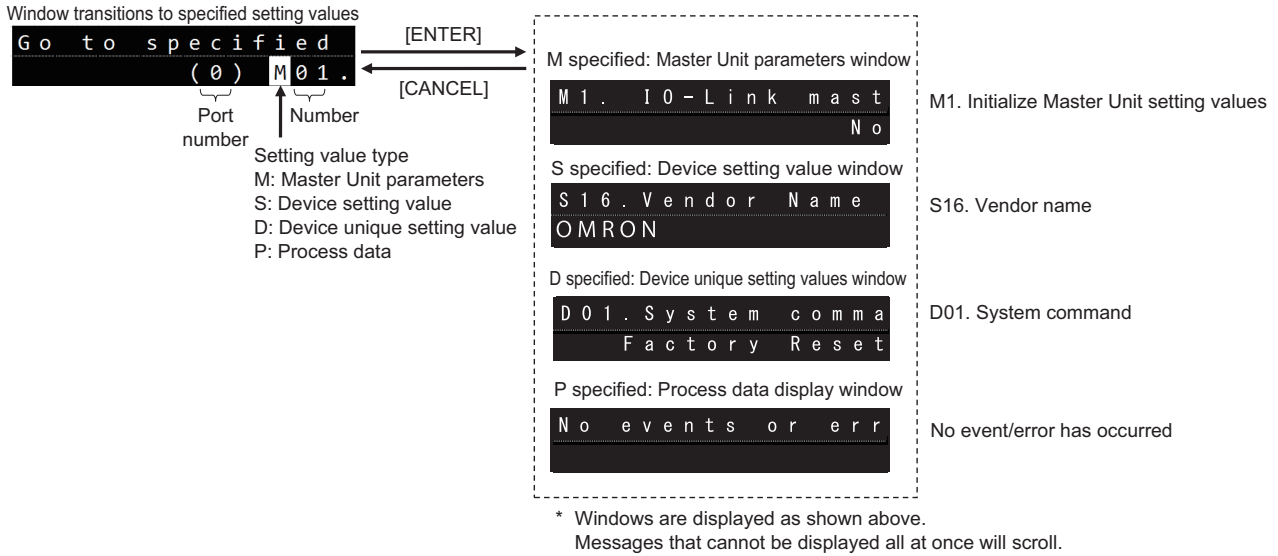 Window transitions to specified setting values
Go to specified
(0) M01.
[ENTER]
[CANCEL]
Port number
Number
Setting value type
M: Master Unit parameters
S: Device setting value
D: Device unique setting value
P: Process data
M specified: Master Unit parameters window
M1. IO-Link mast
No
M1. Initialize Master Unit setting values
S specified: Device setting value window
S16.Vendor Name
OMRON
S16. Vendor name
D specified: Device unique setting values window
D01.System comma
Factory Reset
D01. System command
P specified: Process data display window
No events or err
No event/error has occurred
* Windows are displayed as shown above.
Messages that cannot be displayed all at once will scroll.